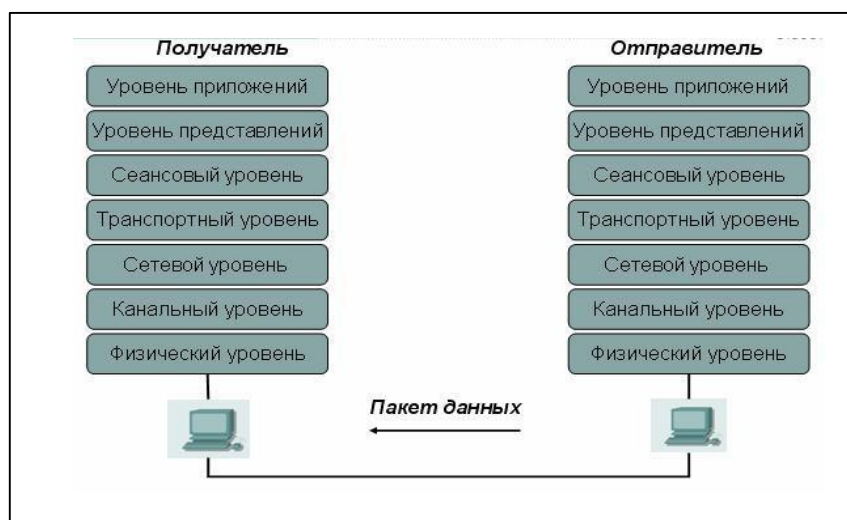 Получатель
Уровень приложений
Уровень представлений
Сеансовый уровень
Транспортный уровень
Сетевой уровень
Канальный уровень
Физический уровень
Отправитель
Уровень приложений
Уровень представлений
Сеансовый уровень
Транспортный уровень
Сетевой уровень
Канальный уровень
Физический уровень
Пакет данных